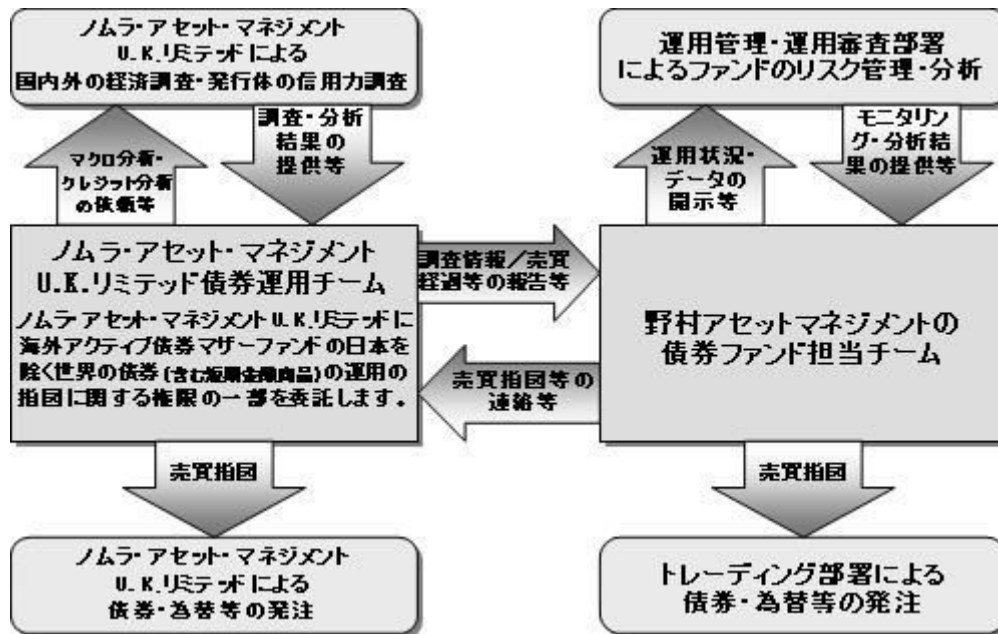 ノムラ・アセット・マネジメント
U.K.リミテッドによる
国内外の経済調査・発行体の信用力調査
運用管理・運用審査部署
によるファンドのリスク管理・分析
マクロ分析・
クレジット分析
の依頼等
調査・分析
結果の
提供等
運用状況・
データの
開示等
モニタリン
グ・分析結
果の提供等
ノムラ・アセット・マネジメント
U.K.リミテッド債券運用チーム
ノムラ・アセット・マネジメントU.K.リミテッドに
海外アクティブ債券マザーファンドの日本を
除く世界の債券(含む短期金融商品)の運用の
指図に関する権限の一部を委託します。
調査情報／売買
経過等の報告等
売買指図等の
連絡等
野村アセットマネジメントの
債券ファンド担当チーム
売買指図
売買指図
ノムラ・アセット・マネジメント
U.K.リミテッドによる
債券・為替等の発注
トレーディング部署による
債券・為替等の発注